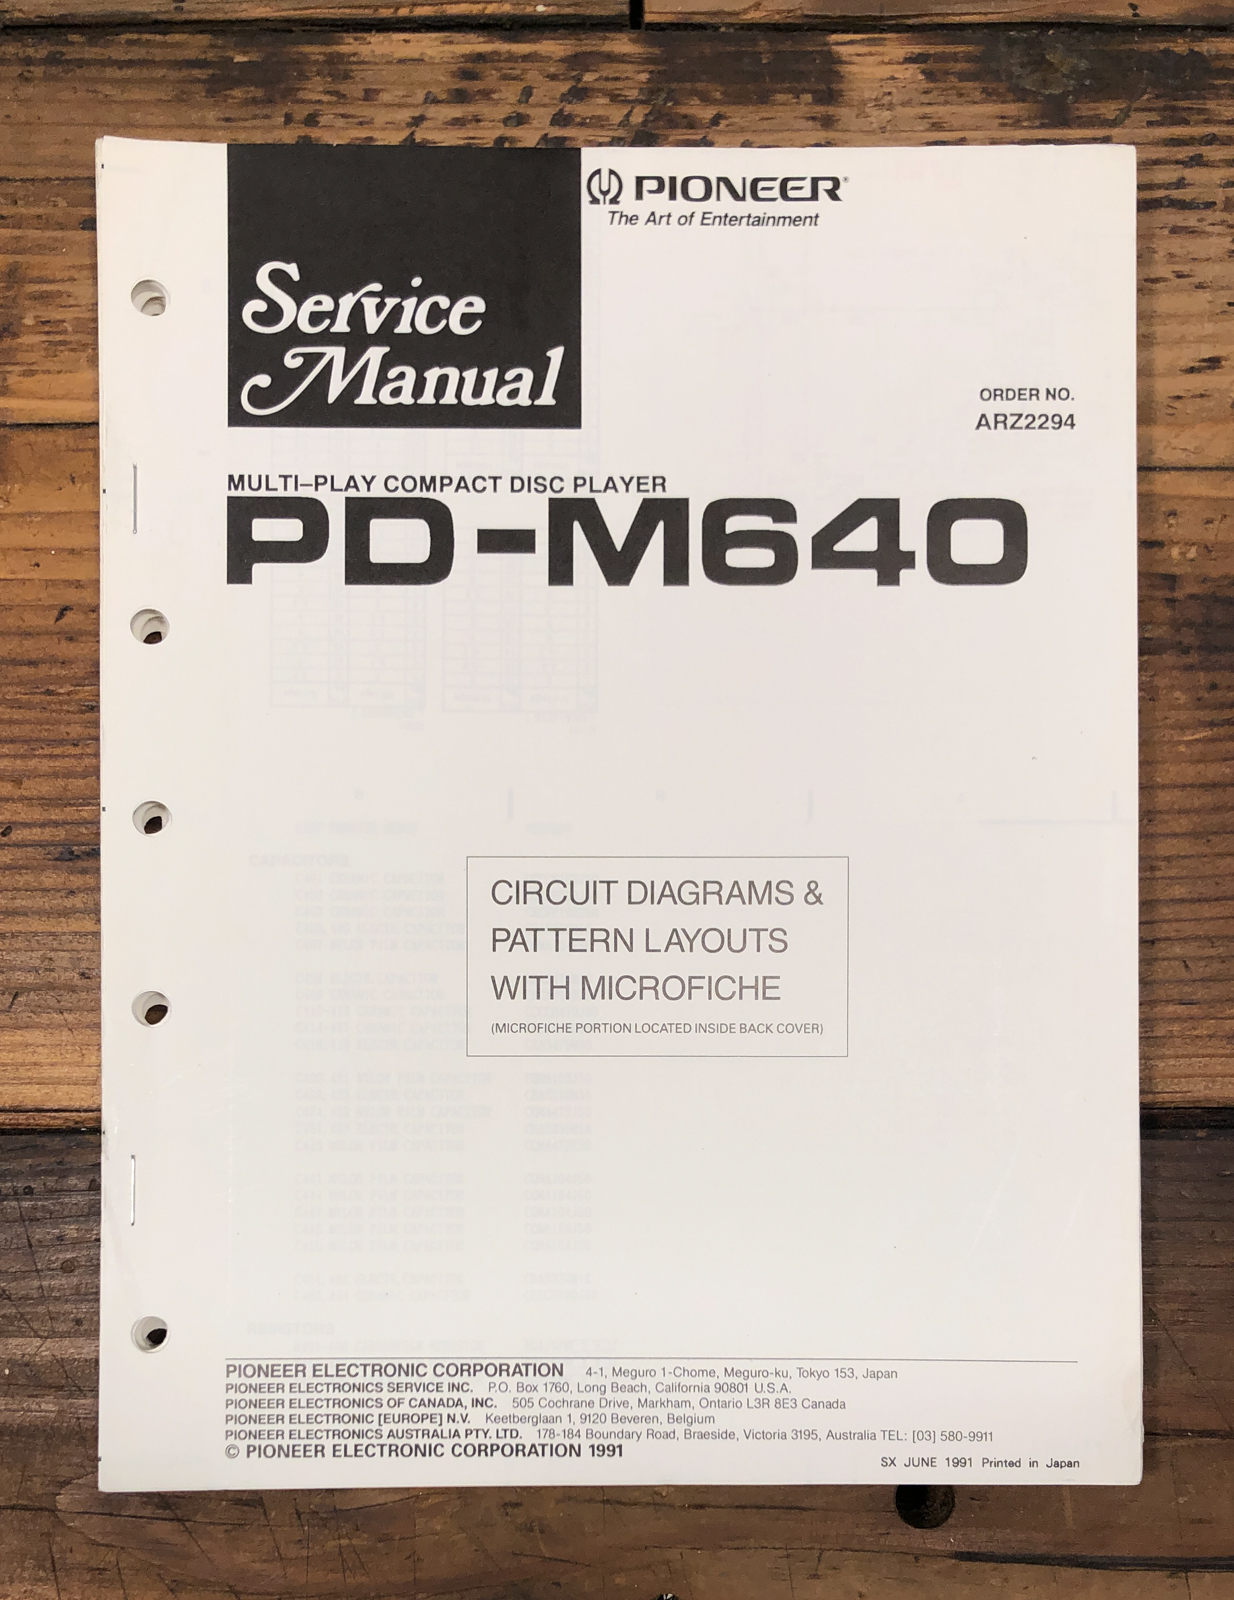 Service
Manual
PIONEER®
The Art of Entertainment
ORDER NO.
ARZ2294
MULTI–PLAY COMPACT DISC PLAYER
PD-M640
CIRCUIT DIAGRAMS &
PATTERN LAYOUTS
WITH MICROFICHE
(MICROFICHE PORTION LOCATED INSIDE BACK COVER)
PIONEER ELECTRONIC CORPORATION 4-1, Meguro 1-Chome, Meguro-ku, Tokyo 153, Japan
PIONEER ELECTRONICS SERVICE INC. P.O. Box 1760, Long Beach, California 90801 U.S.A.
PIONEER ELECTRONICS OF CANADA, INC. 505 Cochrane Drive, Markham, Ontario L3R 8E3 Canada
PIONEER ELECTRONIC [EUROPE] N.V. Keetberglaan 1, 9120 Beveren, Belgium
PIONEER ELECTRONICS AUSTRALIA PTY. LTD. 178-184 Boundary Road, Braeside, Victoria 3195, Australia TEL: [03] 580-9911
© PIONEER ELECTRONIC CORPORATION 1991
SX JUNE 1991 Printed in Japan